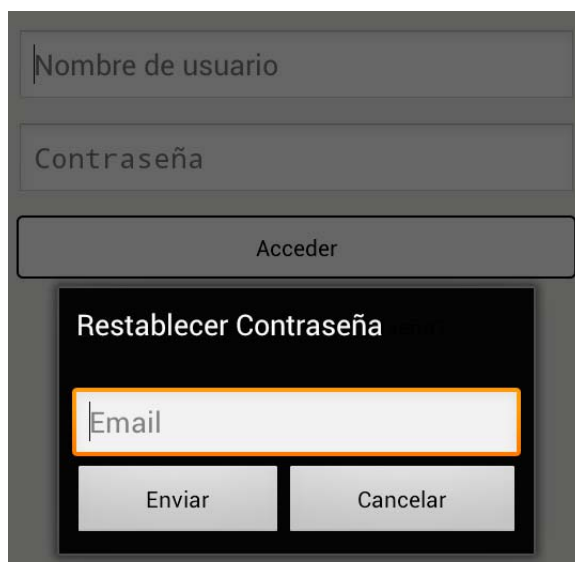 Nombre de usuario
Contraseña
Acceder
Restablecer Contraseña
Email
Enviar
Cancelar